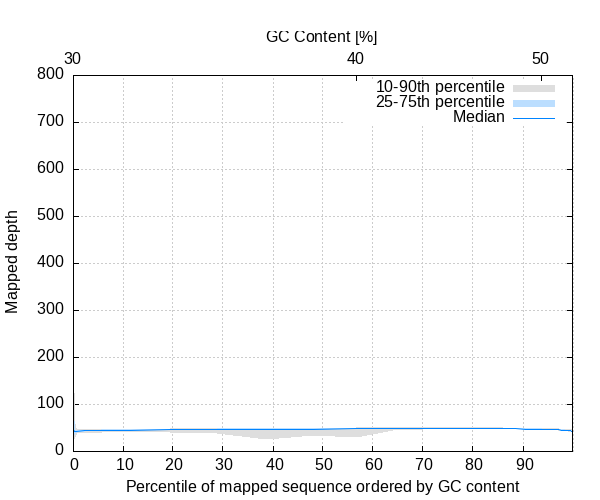 GC Content [%]
30 40 50
800
10-90th percentile
25-75th percentile
Median
700
600
500
400
300
200
100
0
Mapped depth
0 10 20 30 40 50 60 70 80 90
Percentile of mapped sequence ordered by GC content